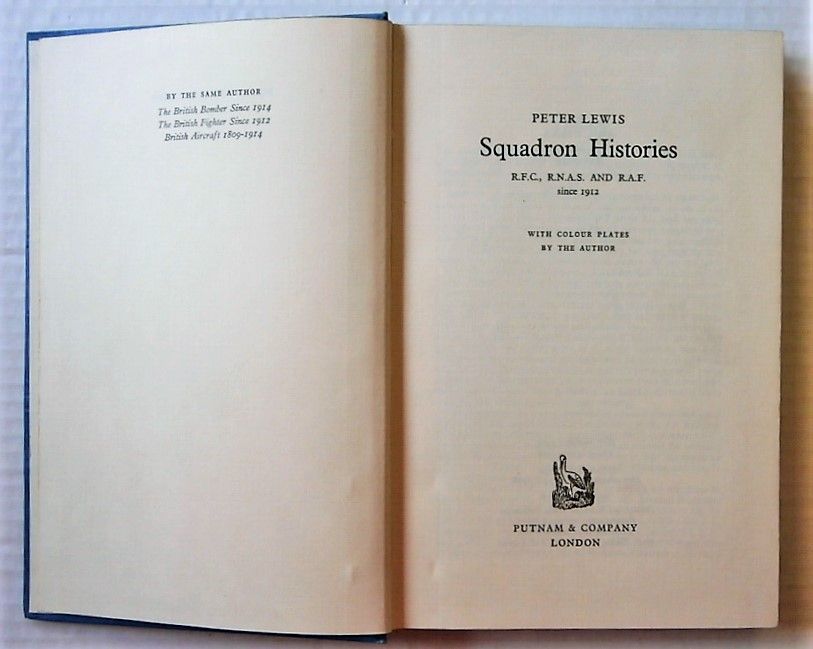 BY THE SAME AUTHOR
The British Bomber Since 1914
The British Fighter Since 1912
British Aircraft 1809-1914
PETER LEWIS
Squadron Histories
R.F.C., R.N.A.S. AND R.A.F.
since 1912
WITH COLOUR PLATES
BY THE AUTHOR
PUTNAM & COMPANY
LONDON